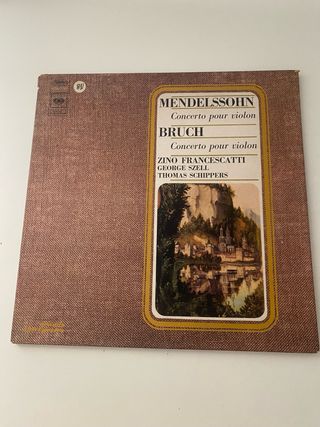 MENDELSSOHN
Concerto pour violon
BRUCH
Concerto pour violon
ZINO FRANCESCATTI
GEORGE SZELL
THOMAS SCHIPPERS